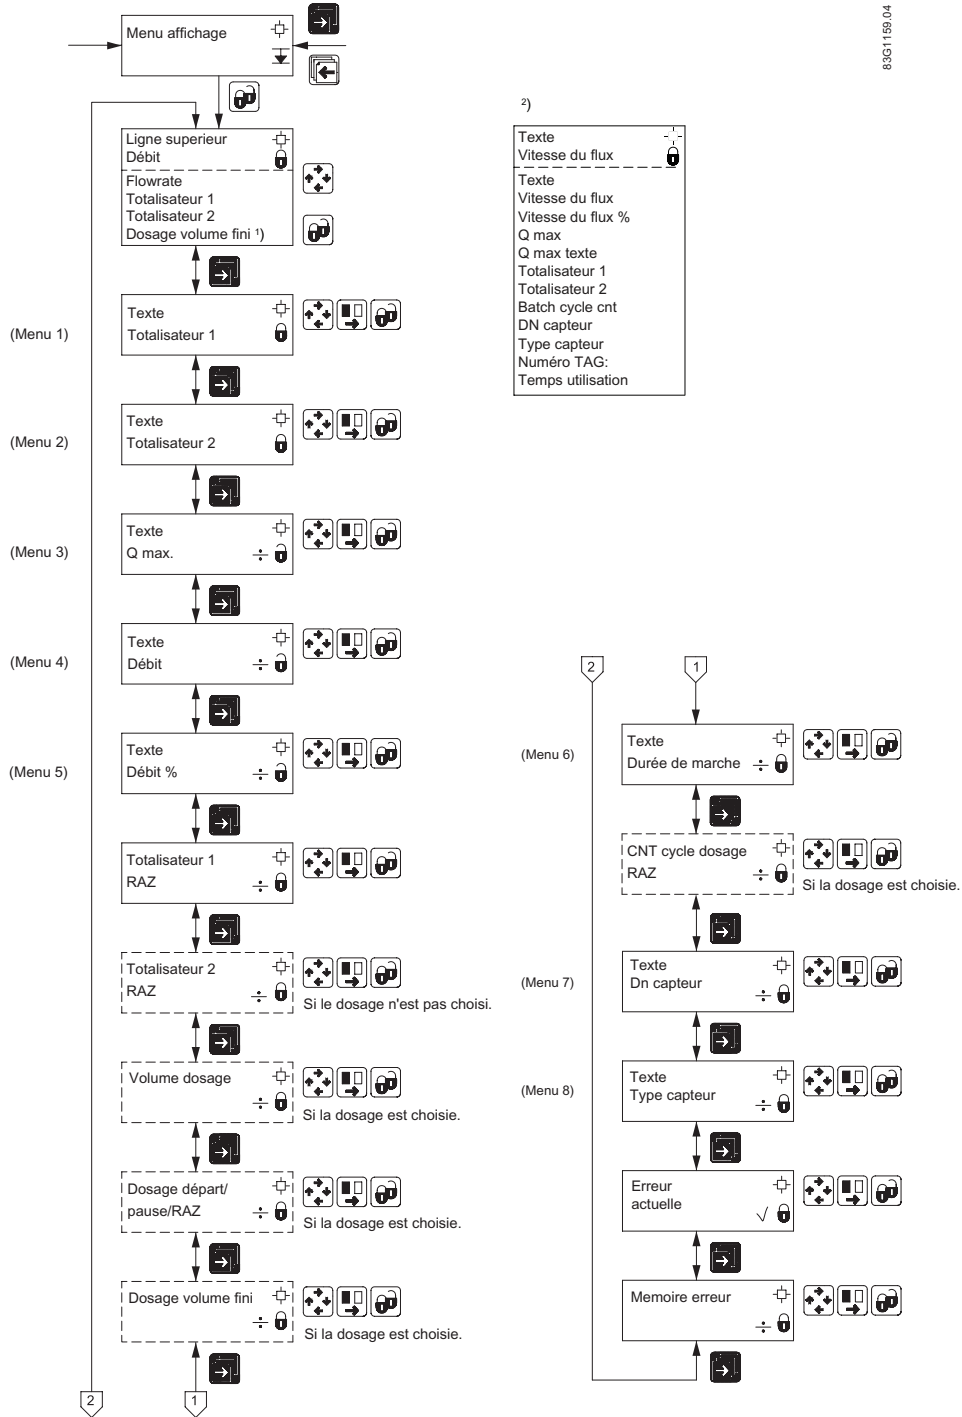 83G1159.04
Menu affichage
Ligne superieur
Débit
Flowrate
Totalisateur 1
Totalisateur 2
Dosage volume fini ¹)
(Menu 1)
Texte
Totalisateur 1
(Menu 2)
Texte
Totalisateur 2
(Menu 3)
Texte
Q max.
(Menu 4)
Texte
Débit
(Menu 5)
Texte
Débit %
Totalisateur 1
RAZ
Totalisateur 2
RAZ
Si le dosage n'est pas choisi.
Volume dosage
Si la dosage est choisie.
Dosage départ/
pause/RAZ
Si la dosage est choisie.
Dosage volume fini
Si la dosage est choisie.
2
1
²)
Texte
Vitesse du flux
Texte
Vitesse du flux
Vitesse du flux %
Q max
Q max texte
Totalisateur 1
Totalisateur 2
Batch cycle cnt
DN capteur
Type capteur
Numéro TAG:
Temps utilisation
2
1
(Menu 6)
Texte
Durée de marche
CNT cycle dosage
RAZ
Si la dosage est choisie.
(Menu 7)
Texte
Dn capteur
(Menu 8)
Texte
Type capteur
Erreur
actuelle
Memoire erreur